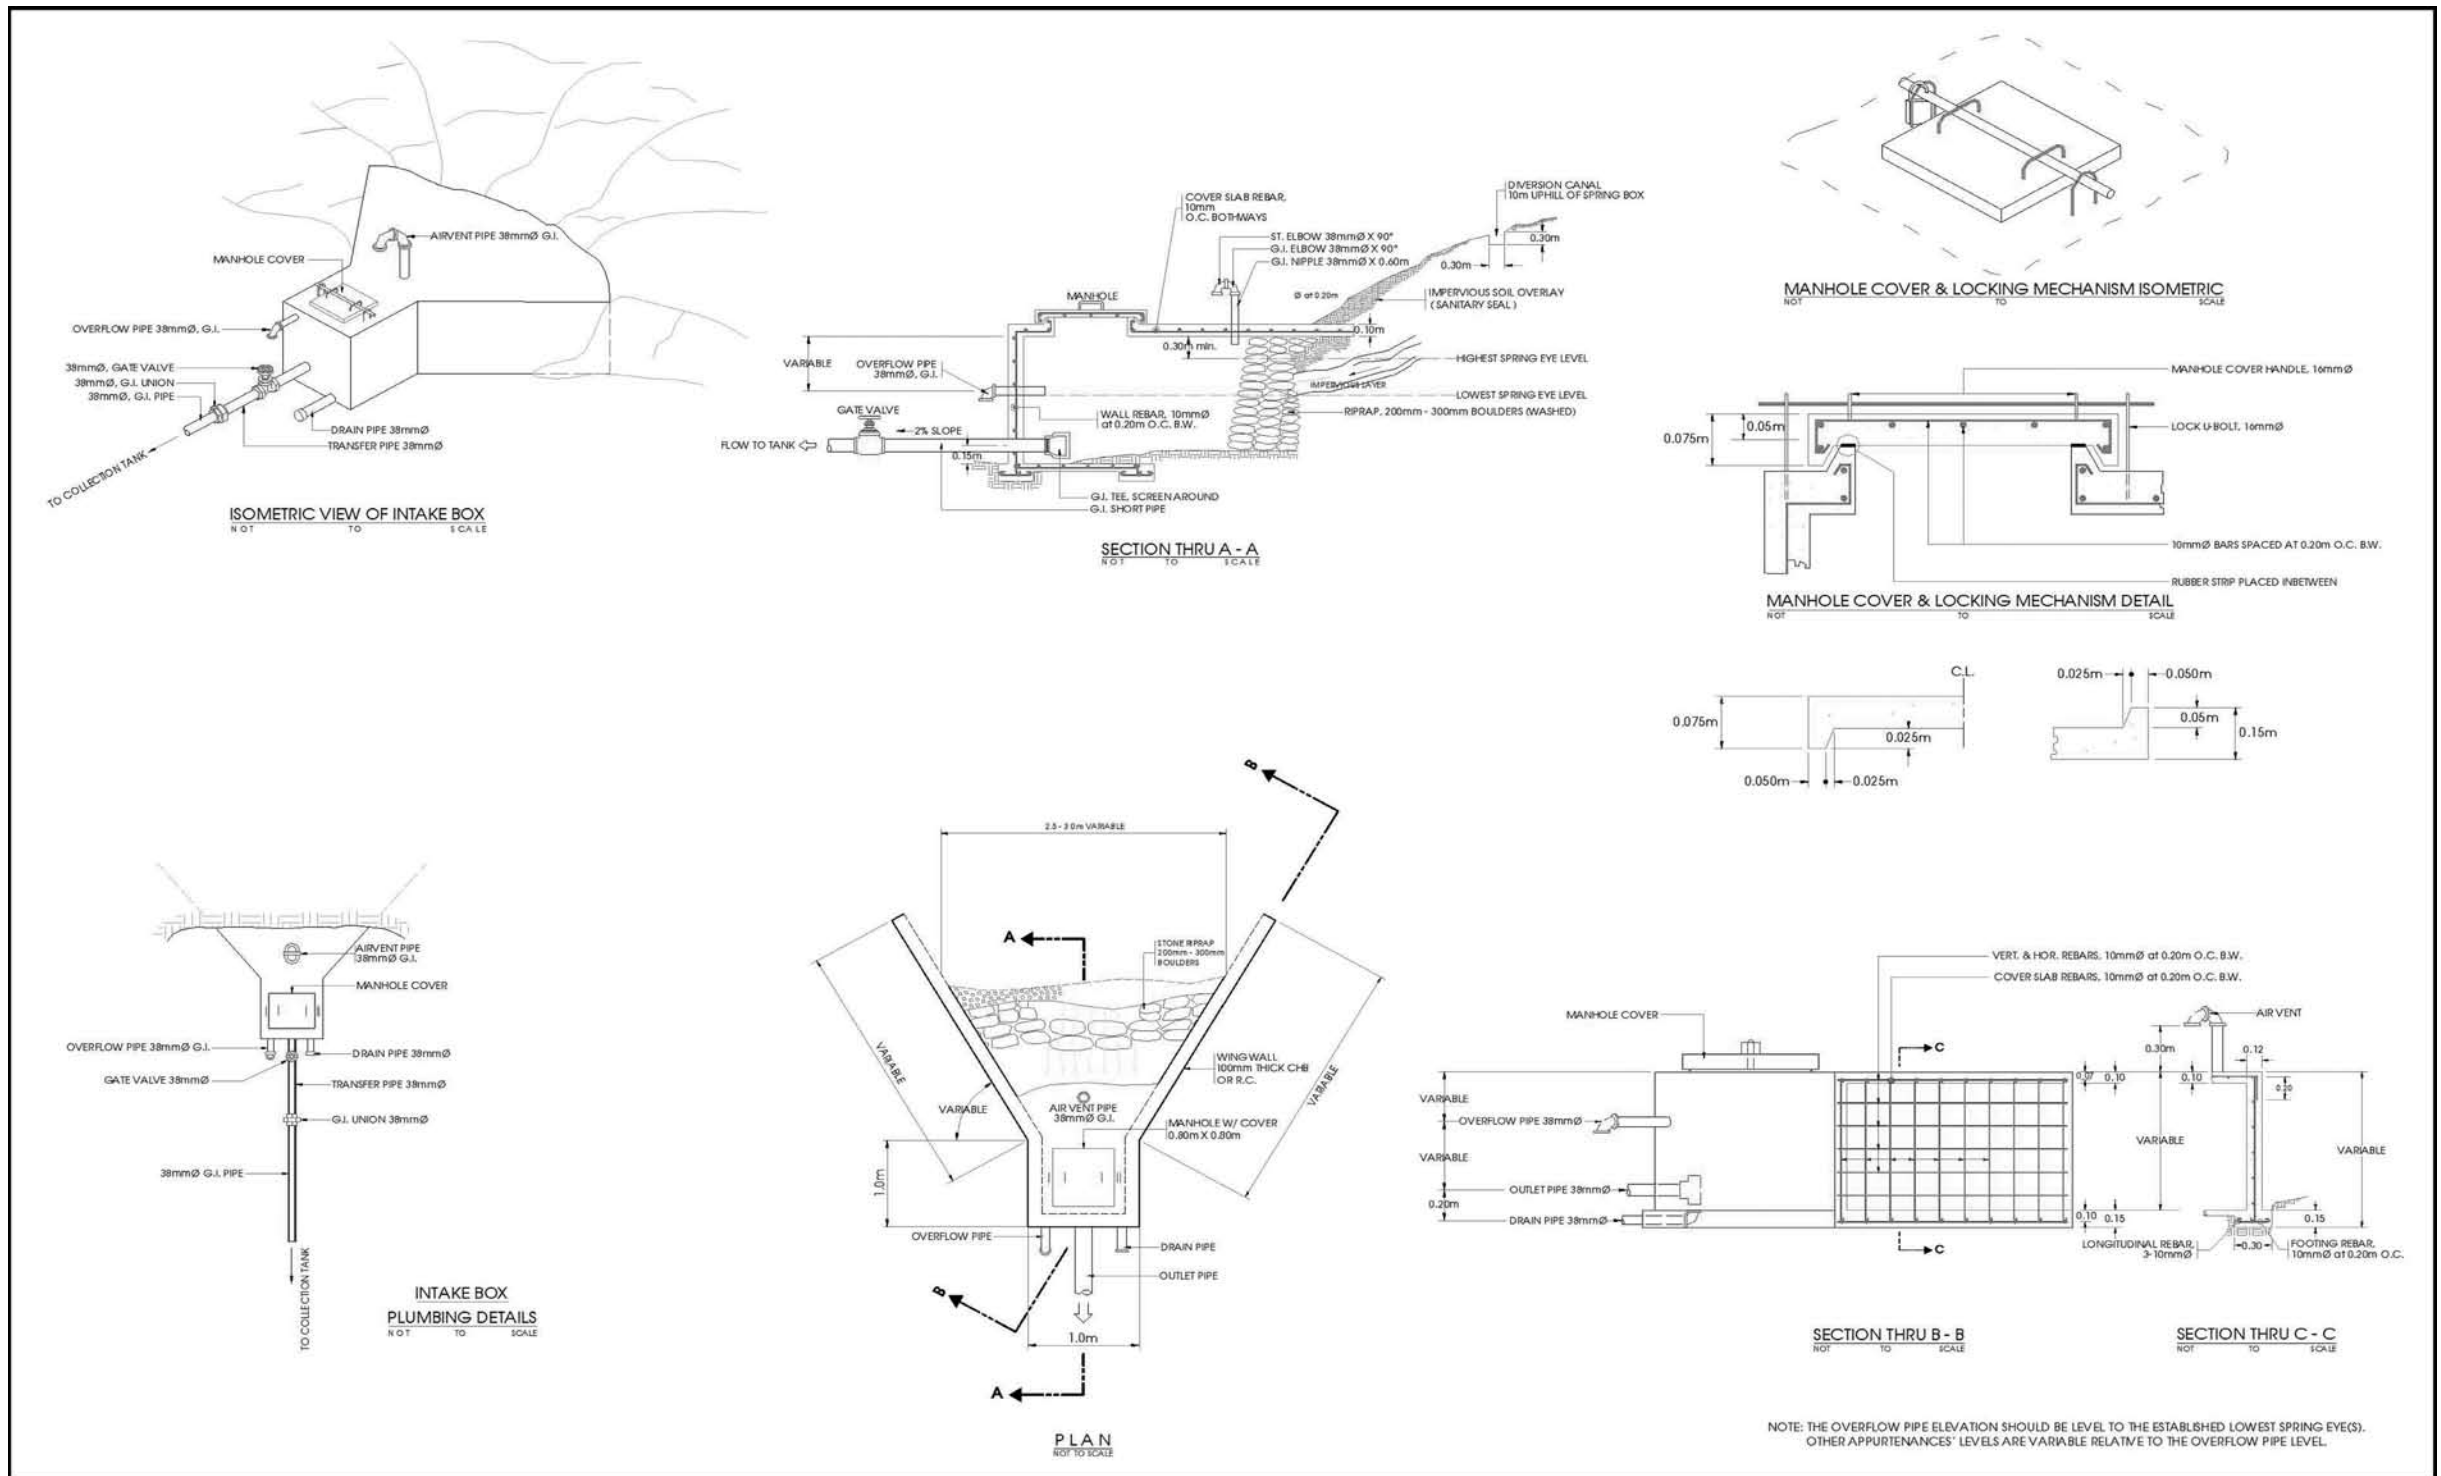 AIRVENT PIPE 38mmØ G.I.
MANHOLE COVER
OVERFLOW PIPE 38mmØ, G.I.
38mmØ, GATE VALVE
38mmØ, G.I. UNION
38mmØ, G.I. PIPE
DRAIN PIPE 38mmØ
TRANSFER PIPE 38mmØ
TO COLLECTION TANK
ISOMETRIC VIEW OF INTAKE BOX
NOT TO SCALE
COVER SLAB REBAR,
10mm
O.C. BOTHWAYS
DIVERSION CANAL
10m UPHILL OF SPRING BOX
ST. ELBOW 38mmØ X 90°
G.I. ELBOW 38mmØ X 90°
G.I. NIPPLE 38mmØ X 0.60m
0.30m
0.30m
Ø at 0.20m
IMPERVIOUS SOIL OVERLAY
(SANITARY SEAL)
MANHOLE
0.10m
0.30m min.
VARIABLE
OVERFLOW PIPE
38mmØ, G.I.
HIGHEST SPRING EYE LEVEL
IMPERVIOUS LAYER
LOWEST SPRING EYE LEVEL
GATE VALVE
WALL REBAR, 10mmØ
at 0.20m O.C. B.W.
RIPRAP, 200mm - 300mm BOULDERS (WASHED)
2% SLOPE
FLOW TO TANK
0.15m
G.I. TEE, SCREEN AROUND
G.I. SHORT PIPE
SECTION THRU A - A
NOT TO SCALE
MANHOLE COVER & LOCKING MECHANISM ISOMETRIC
NOT TO SCALE
MANHOLE COVER HANDLE, 16mmØ
0.05m
0.075m
LOCK U-BOLT, 16mmØ
10mmØ BARS SPACED AT 0.20m O.C. B.W.
RUBBER STRIP PLACED INBETWEEN
MANHOLE COVER & LOCKING MECHANISM DETAIL
NOT TO SCALE
C.L.
0.075m
0.025m
0.050m
0.025m
0.025m
0.050m
0.05m
0.15m
AIRVENT PIPE
38mmØ G.I.
MANHOLE COVER
OVERFLOW PIPE 38mmØ G.I.
DRAIN PIPE 38mmØ
GATE VALVE 38mmØ
TRANSFER PIPE 38mmØ
G.I. UNION 38mmØ
38mmØ G.I. PIPE
TO COLLECTION TANK
INTAKE BOX
PLUMBING DETAILS
NOT TO SCALE
B
2.5 - 3.0m VARIABLE
A
STONE RIPRAP
200mm - 300mm
BOULDERS
VARIABLE
VARIABLE
WING WALL
100mm THICK CHB
OR R.C.
VARIABLE
AIR VENT PIPE
38mmØ G.I.
MANHOLE W/ COVER
0.80m X 0.80m
1.0m
OVERFLOW PIPE
DRAIN PIPE
OUTLET PIPE
B
1.0m
A
PLAN
NOT TO SCALE
VERT. & HOR. REBARS, 10mmØ at 0.20m O.C. B.W.
COVER SLAB REBARS, 10mmØ at 0.20m O.C. B.W.
MANHOLE COVER
C
VARIABLE
OVERFLOW PIPE 38mmØ
VARIABLE
OUTLET PIPE 38mmØ
0.20m
DRAIN PIPE 38mmØ
C
0.07
0.10
0.10
0.15
SECTION THRU B - B
NOT TO SCALE
AIR VENT
0.30m
0.12
0.10
0.20
VARIABLE
VARIABLE
0.15
LONGITUDINAL REBAR,
3-10mmØ
0.30
FOOTING REBAR,
10mmØ at 0.20m O.C.
SECTION THRU C - C
NOT TO SCALE
NOTE: THE OVERFLOW PIPE ELEVATION SHOULD BE LEVEL TO THE ESTABLISHED LOWEST SPRING EYE(S).
OTHER APPURTENANCES' LEVELS ARE VARIABLE RELATIVE TO THE OVERFLOW PIPE LEVEL.